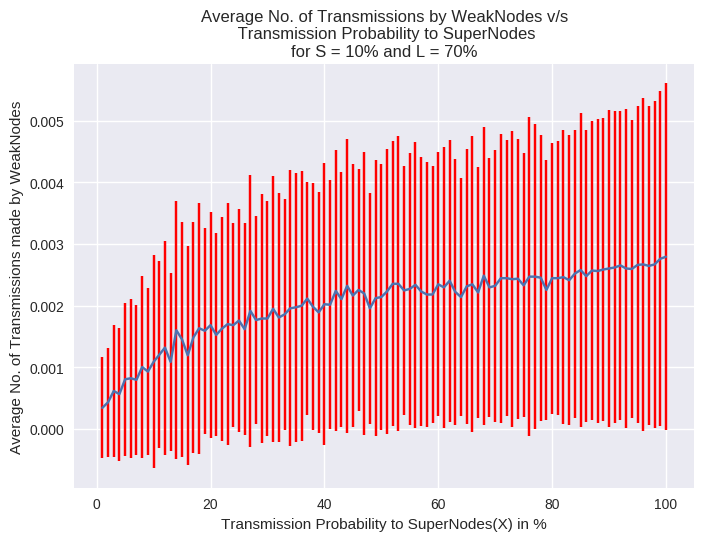 Average No. of Transmissions by WeakNodes v/s
Transmission Probability to SuperNodes
for S = 10% and L = 70%
Average No. of Transmissions made by WeakNodes
0.005
0.004
0.003
0.002
0.001
0.000
0
20
40
60
80
100
Transmission Probability to SuperNodes(X) in %